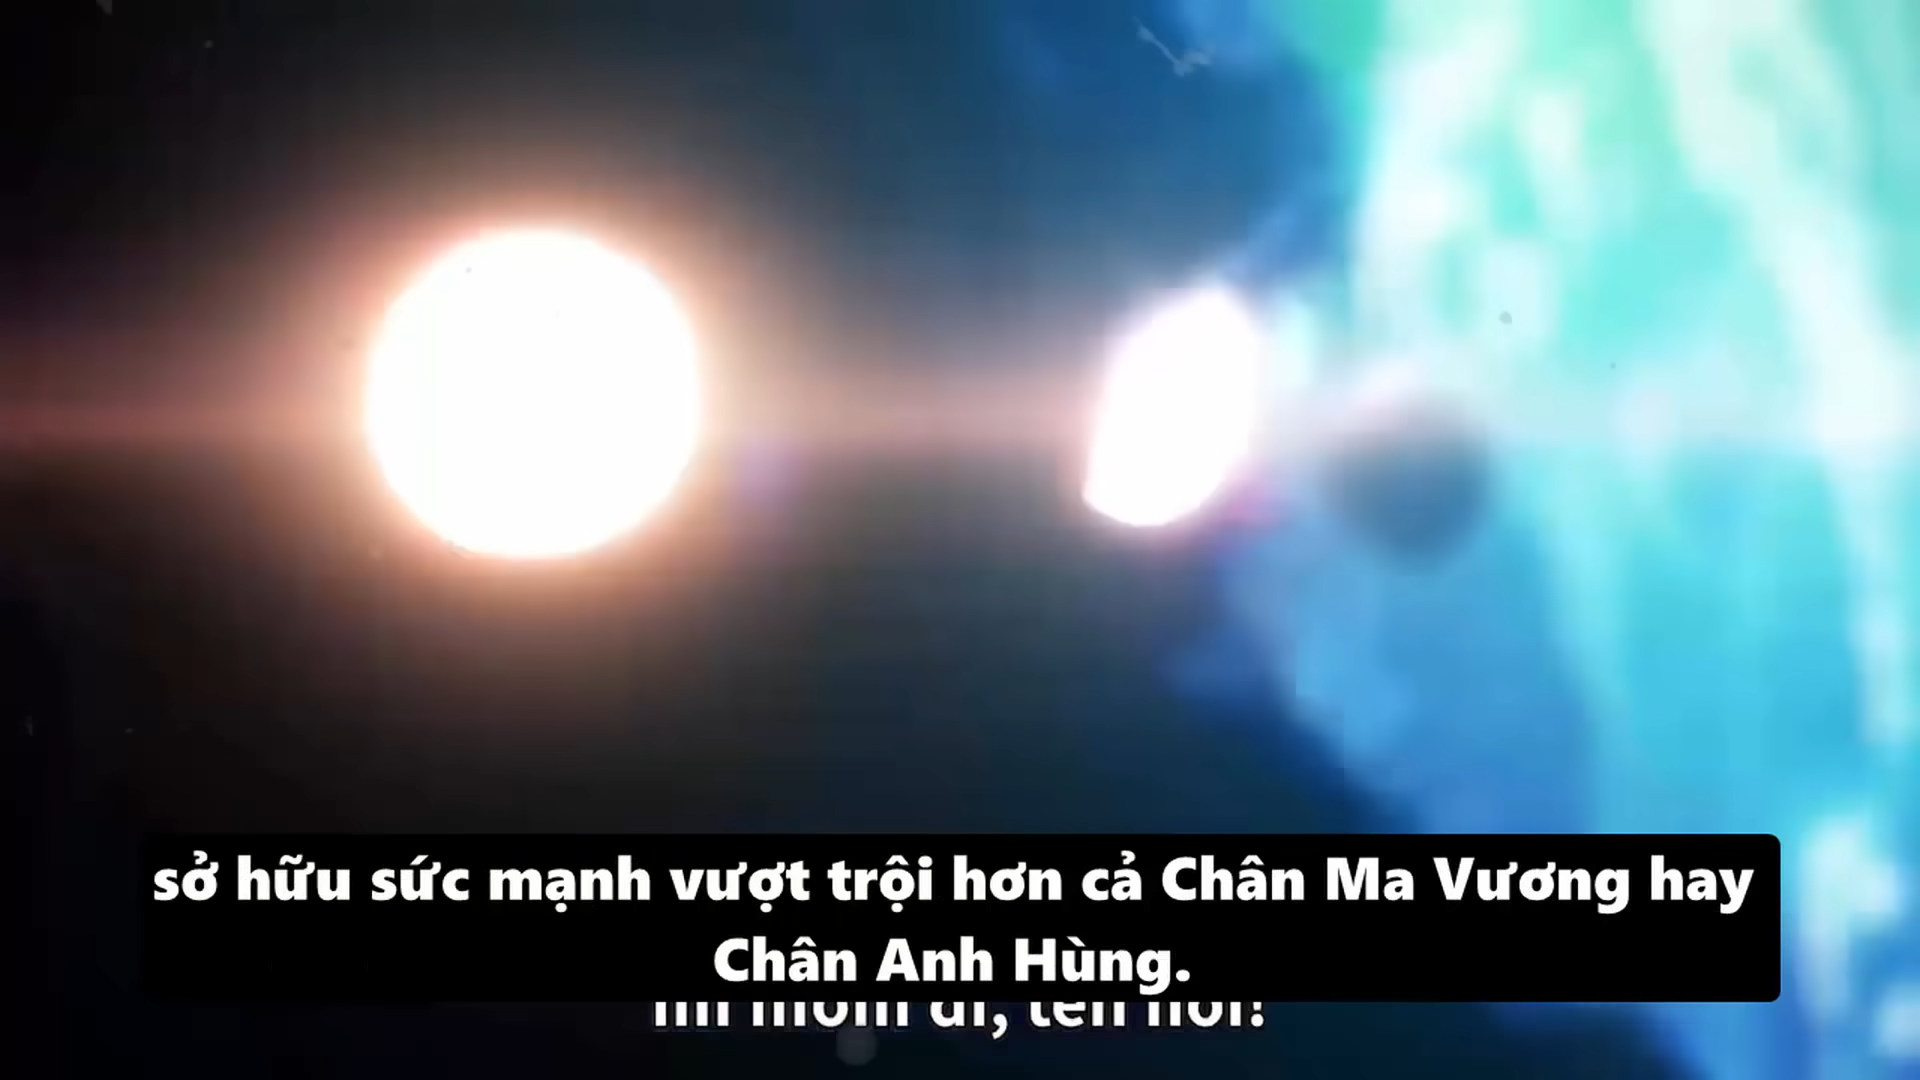 sở hữu sức mạnh vượt trội hơn cả Chân Ma Vương hay
Chân Anh Hùng.